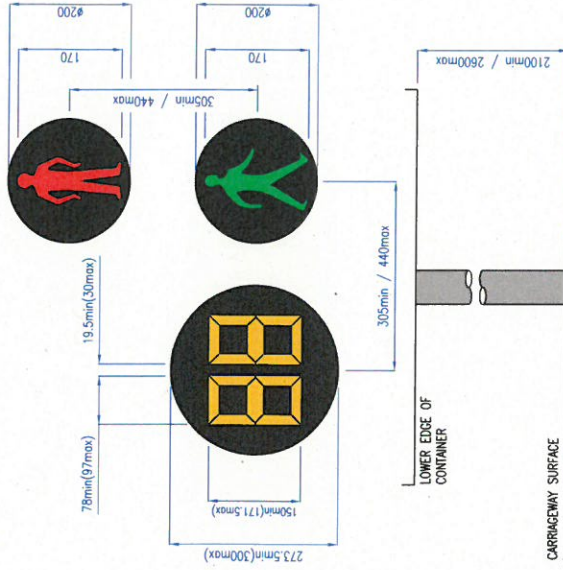 ø200
170
305min / 440max
ø200
170
2100min / 2600max
19.5min(30max)
78min(97max)
150min(171.5max)
273.5min(300max)
305min / 440max
88
LOWER EDGE OF
CONTAINER
CARRIAGEWAY SURFACE